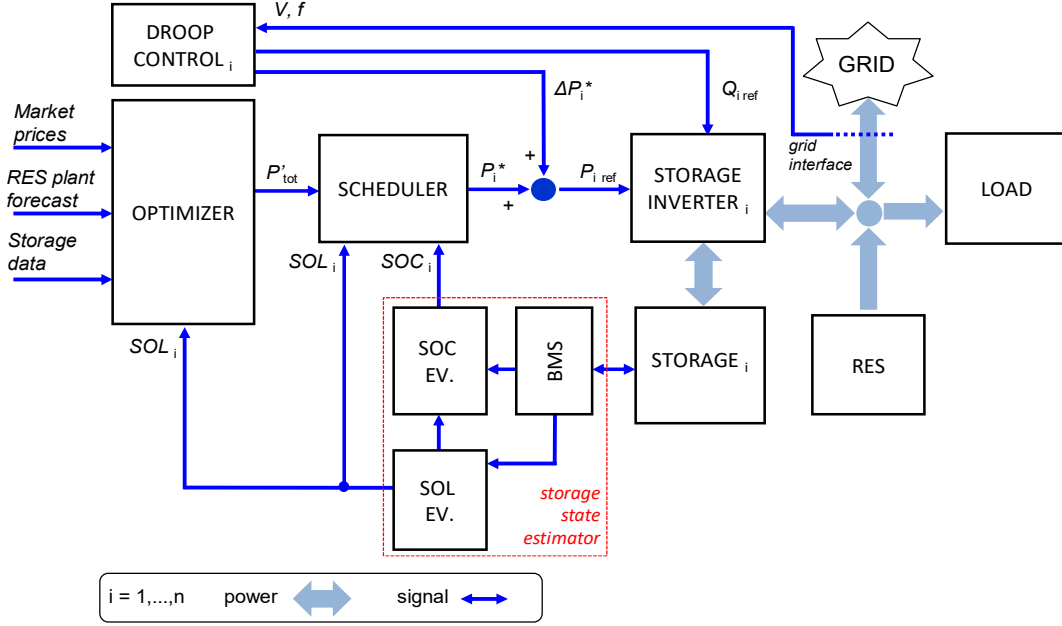 V, f
DROOP
CONTROL i
GRID
ΔPi*
Qi ref
Market
prices
RES plant
forecast
Storage
data
OPTIMIZER
P'tot
SCHEDULER
Pi*
+
+
Pi ref
STORAGE
INVERTER i
grid
interface
LOAD
SOL i
SOC i
SOL i
SOC
EV.
BMS
STORAGE i
RES
SOL
EV.
storage
state
estimator
i = 1,...,n power signal